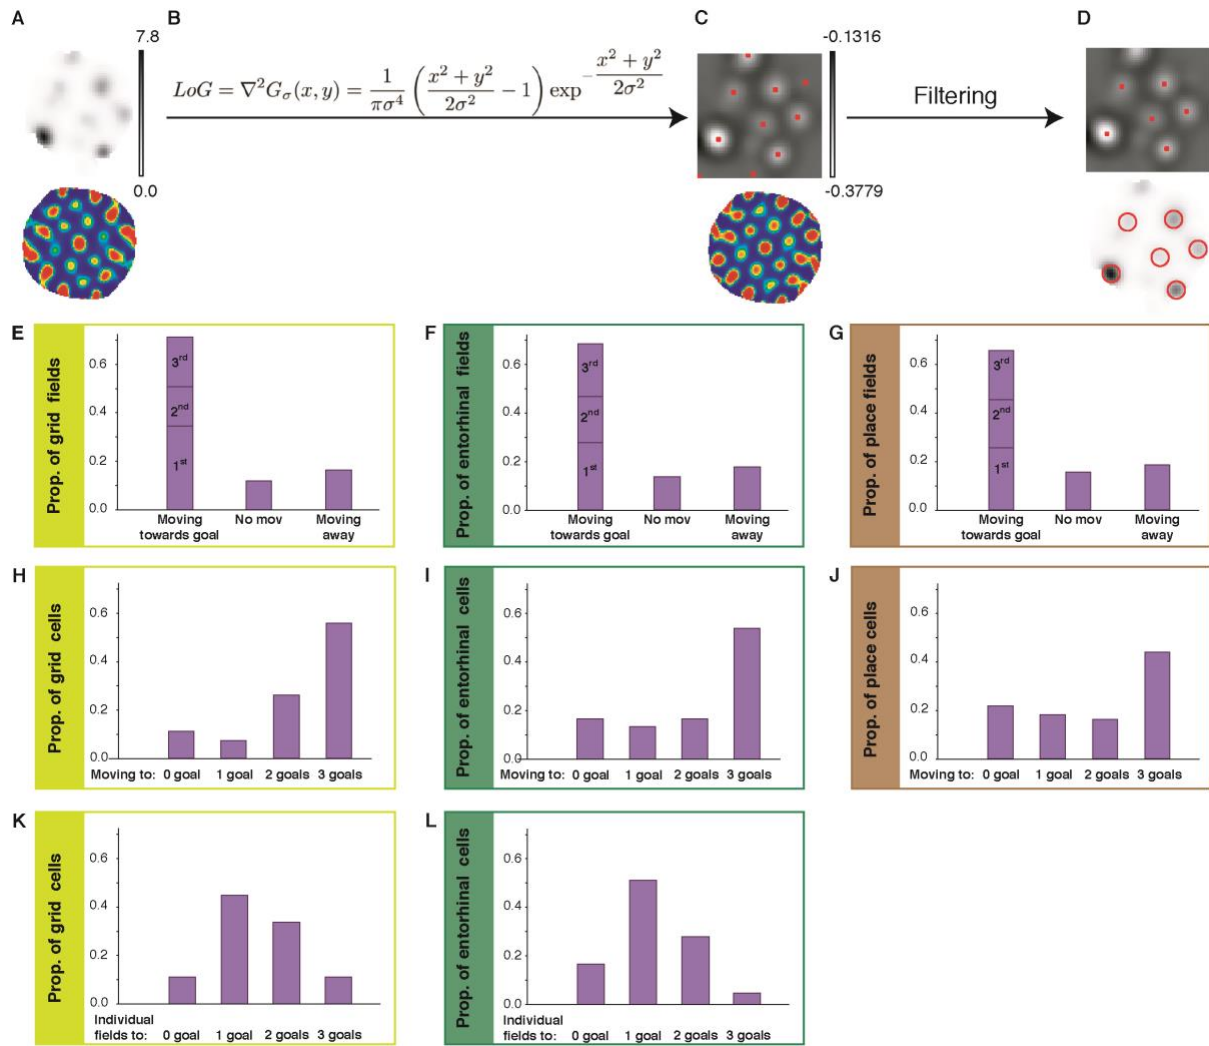 A
B
C
D
7.8
0.0
LoG = ∇²G_σ(x, y) = 1/(πσ⁴) ((x² + y²)/(2σ²) − 1) exp^−(x² + y²)/(2σ²)
-0.1316
-0.3779
Filtering
E
Prop. of grid fields
0.6
0.4
0.2
0.0
3rd
2nd
1st
Moving towards goal
No mov
Moving away
F
Prop. of entorhinal fields
0.6
0.4
0.2
0.0
3rd
2nd
1st
Moving towards goal
No mov
Moving away
G
Prop. of place fields
0.6
0.4
0.2
0.0
3rd
2nd
1st
Moving towards goal
No mov
Moving away
H
Prop. of grid cells
0.6
0.4
0.2
0.0
Moving to: 0 goal 1 goal 2 goals 3 goals
I
Prop. of entorhinal cells
0.6
0.4
0.2
0.0
Moving to: 0 goal 1 goal 2 goals 3 goals
J
Prop. of place cells
0.6
0.4
0.2
0.0
Moving to: 0 goal 1 goal 2 goals 3 goals
K
Prop. of grid cells
0.6
0.4
0.2
0.0
Individual
fields to: 0 goal 1 goal 2 goals 3 goals
L
Prop. of entorhinal cells
0.6
0.4
0.2
0.0
Individual
fields to: 0 goal 1 goal 2 goals 3 goals